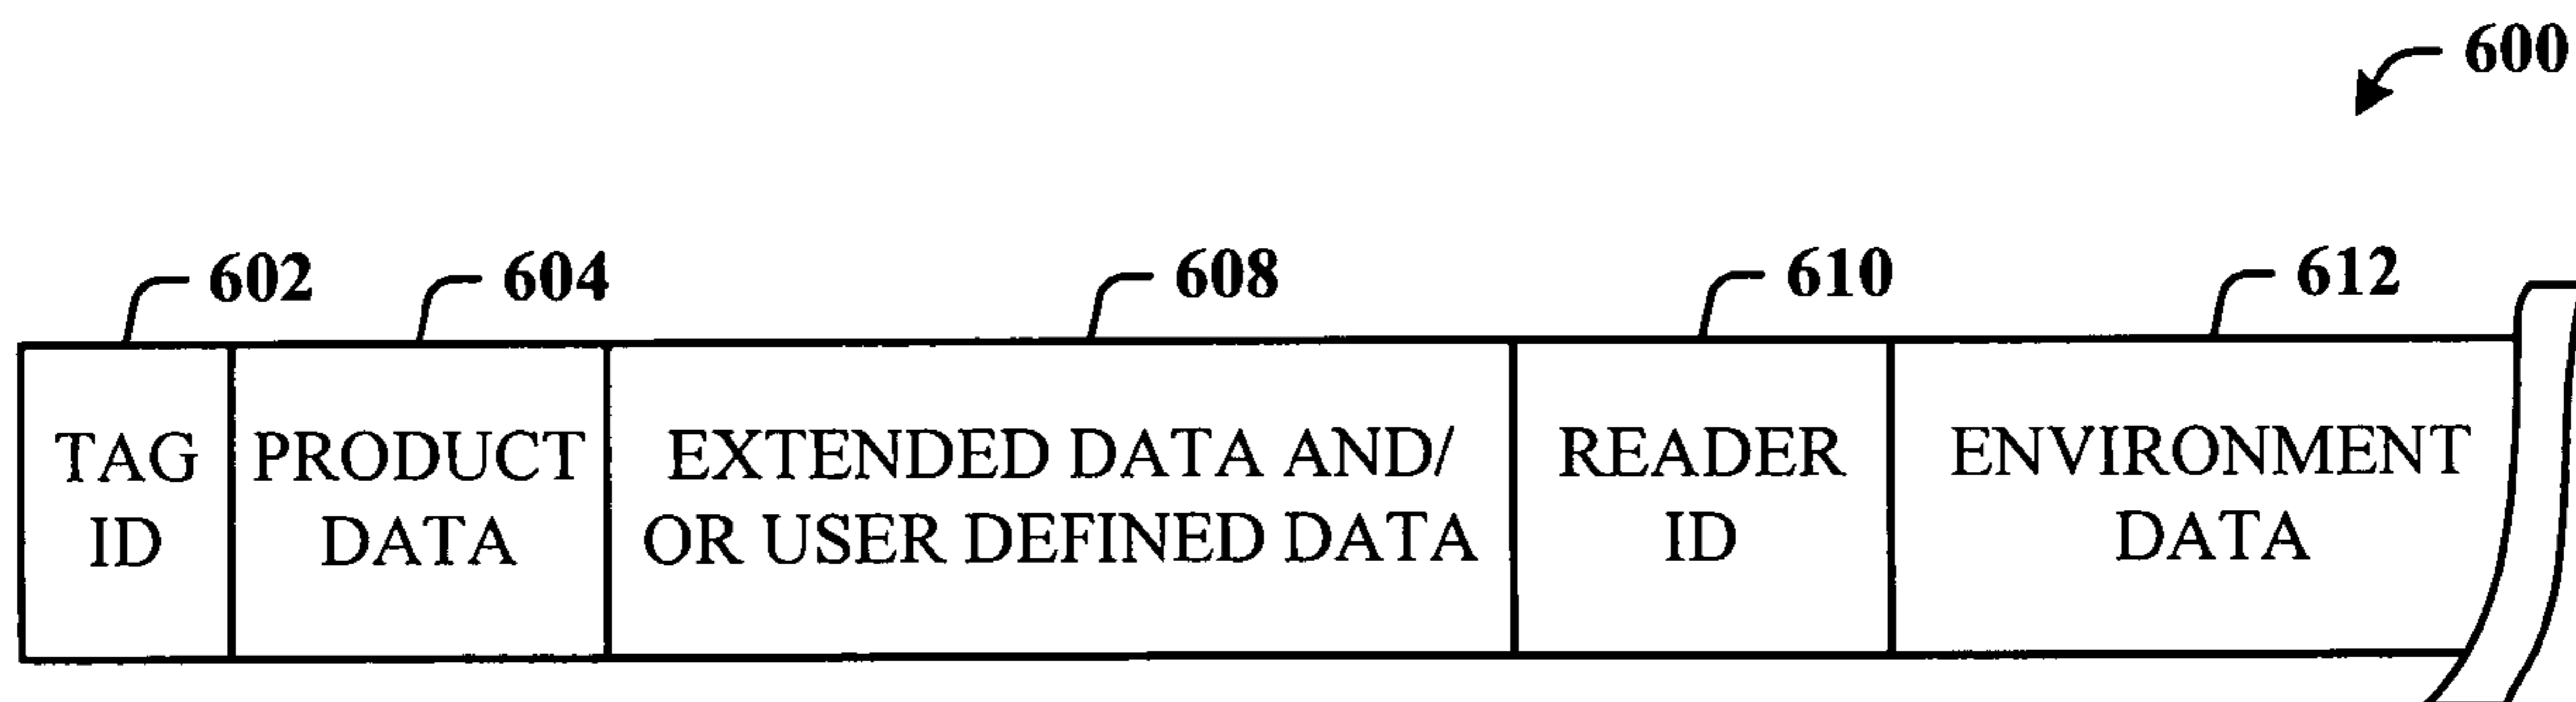 600
602
604
608
610
612
TAG
ID
PRODUCT
DATA
EXTENDED DATA AND/
OR USER DEFINED DATA
READER
ID
ENVIRONMENT
DATA